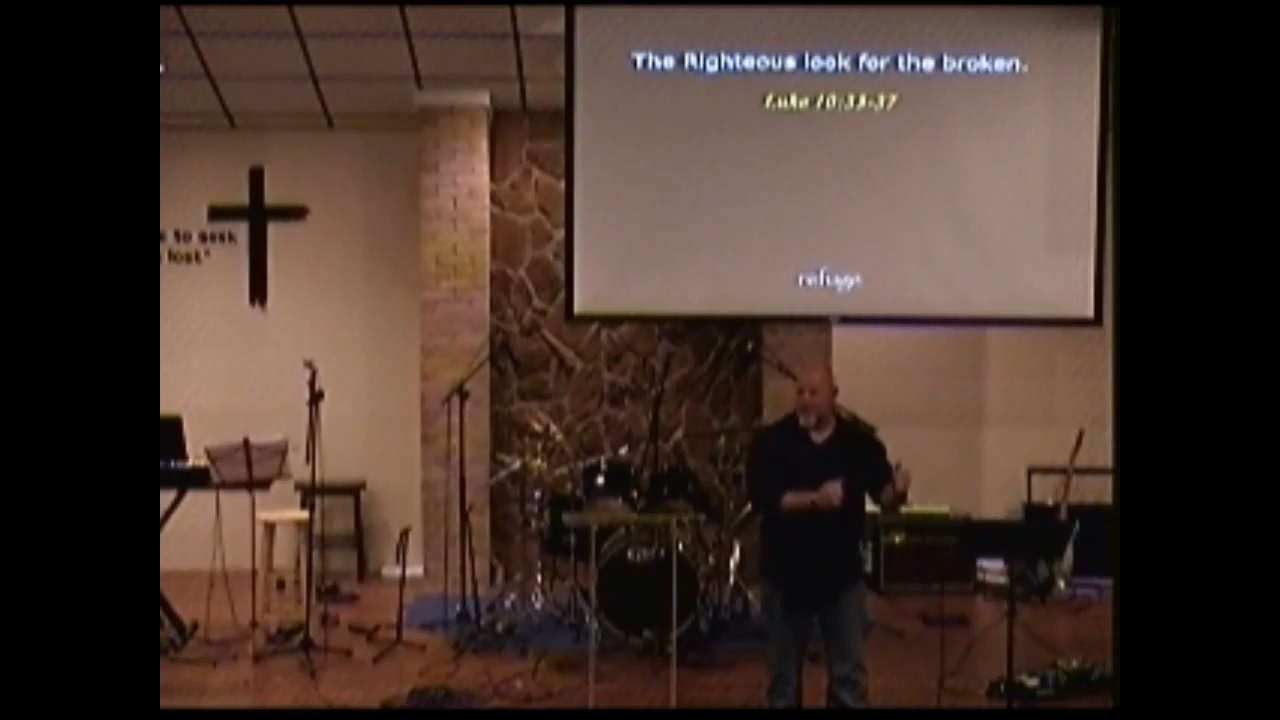 The Righteous look for the broken.
Luke 10:33-37
refuge
to seek
lost"